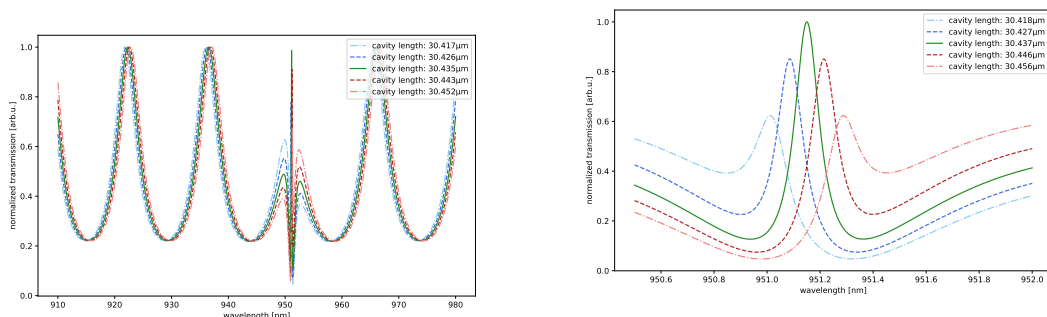 1.0
0.8
0.6
0.4
0.2
0.0
normalized transmission [arb.u.]
cavity length: 30.417μm
cavity length: 30.426μm
cavity length: 30.435μm
cavity length: 30.443μm
cavity length: 30.452μm
910 920 930 940 950 960 970 980
wavelength [nm]
1.0
0.8
0.6
0.4
0.2
0.0
normalized transmission [arb.u.]
cavity length: 30.418μm
cavity length: 30.427μm
cavity length: 30.437μm
cavity length: 30.446μm
cavity length: 30.456μm
950.6 950.8 951.0 951.2 951.4 951.6 951.8 952.0
wavelength [nm]